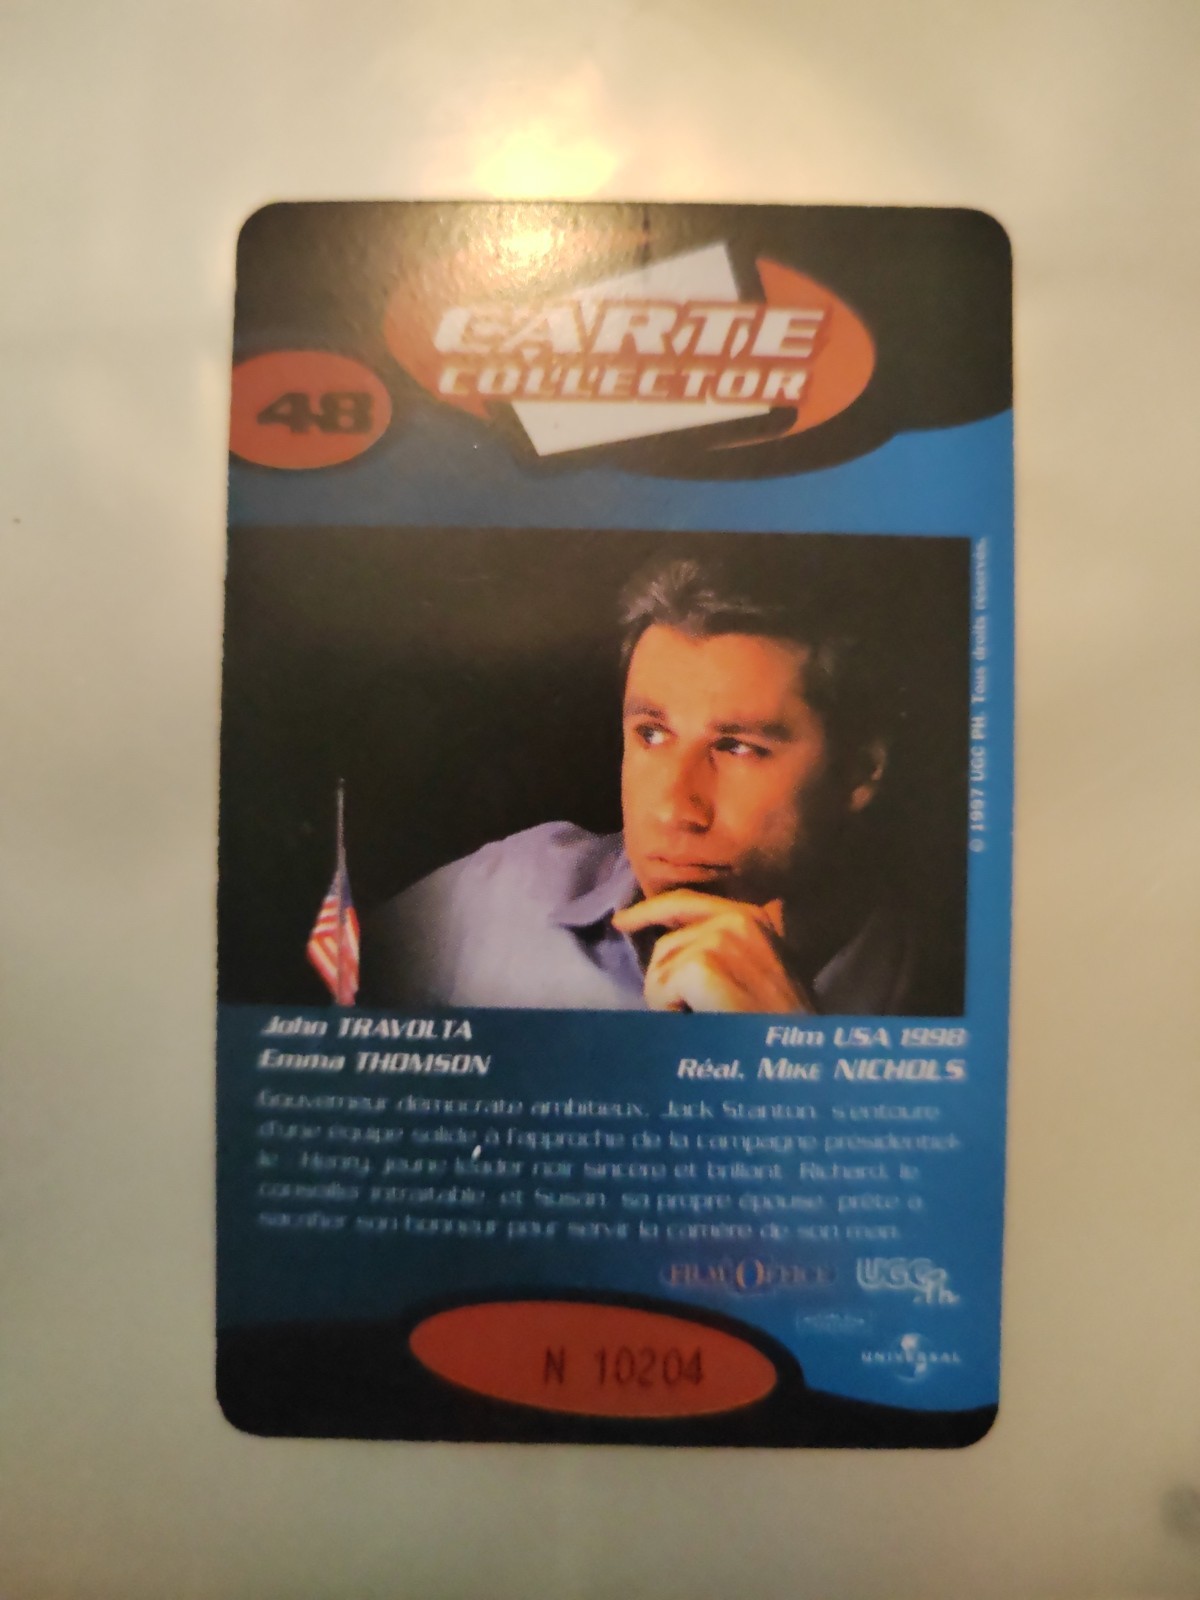 CARTE
COLLECTOR
48
© 1997 UGC PH. Tous droits réservés.
John TRAVOLTA
Emma THOMSON
Film USA 1998
Réal. MIKE NICHOLS
Gouverneur démocrate ambitieux, Jack Stanton s'entoure
d'une équipe solide à l'approche de la campagne présidentiel-
le : Henry, jeune leader noir sincère et brillant, Richard, le
conseiller intraitable, et Susan, sa propre épouse, prête à
sacrifier son honneur pour servir la carrière de son mari.
FILM OFFICE
UGC ph
UNIVERSAL
N 10204